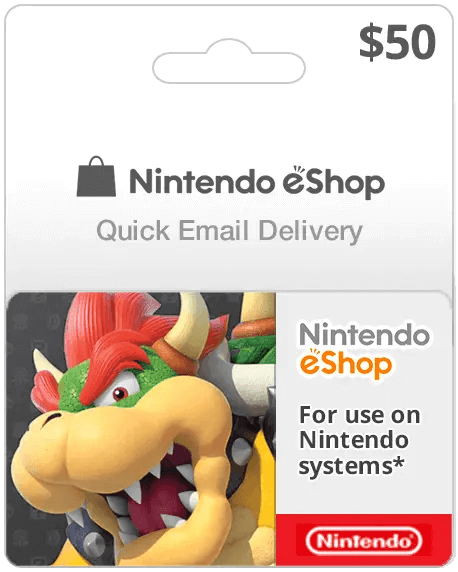 $50
Nintendo eShop
Quick Email Delivery
Nintendo
eShop
For use on
Nintendo
systems*
Nintendo